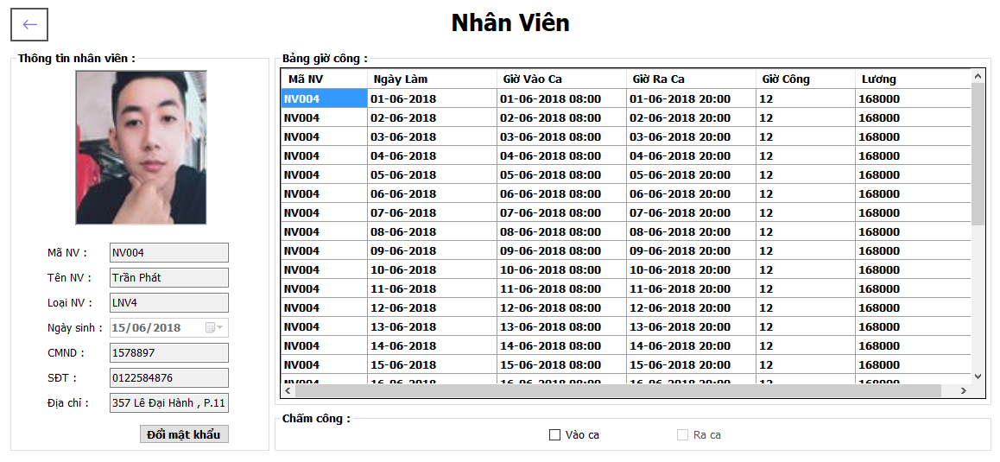 Nhân Viên
Thông tin nhân viên :
Mã NV : NV004
Tên NV : Trần Phát
Loại NV : LNV4
Ngày sinh : 15/06/2018
CMND : 1578897
SĐT : 0122584876
Địa chỉ : 357 Lê Đại Hành , P.11
Đổi mật khẩu
Bảng giờ công :
Mã NV Ngày Làm Giờ Vào Ca Giờ Ra Ca Giờ Công Lương
NV004 01-06-2018 01-06-2018 08:00 01-06-2018 20:00 12 168000
NV004 02-06-2018 02-06-2018 08:00 02-06-2018 20:00 12 168000
NV004 03-06-2018 03-06-2018 08:00 03-06-2018 20:00 12 168000
NV004 04-06-2018 04-06-2018 08:00 04-06-2018 20:00 12 168000
NV004 05-06-2018 05-06-2018 08:00 05-06-2018 20:00 12 168000
NV004 06-06-2018 06-06-2018 08:00 06-06-2018 20:00 12 168000
NV004 07-06-2018 07-06-2018 08:00 07-06-2018 20:00 12 168000
NV004 08-06-2018 08-06-2018 08:00 08-06-2018 20:00 12 168000
NV004 09-06-2018 09-06-2018 08:00 09-06-2018 20:00 12 168000
NV004 10-06-2018 10-06-2018 08:00 10-06-2018 20:00 12 168000
NV004 11-06-2018 11-06-2018 08:00 11-06-2018 20:00 12 168000
NV004 12-06-2018 12-06-2018 08:00 12-06-2018 20:00 12 168000
NV004 13-06-2018 13-06-2018 08:00 13-06-2018 20:00 12 168000
NV004 14-06-2018 14-06-2018 08:00 14-06-2018 20:00 12 168000
NV004 15-06-2018 15-06-2018 08:00 15-06-2018 20:00 12 168000
NV004 16-06-2018 16-06-2018 08:00 16-06-2018 20:00 12 168000
Chấm công :
Vào ca Ra ca